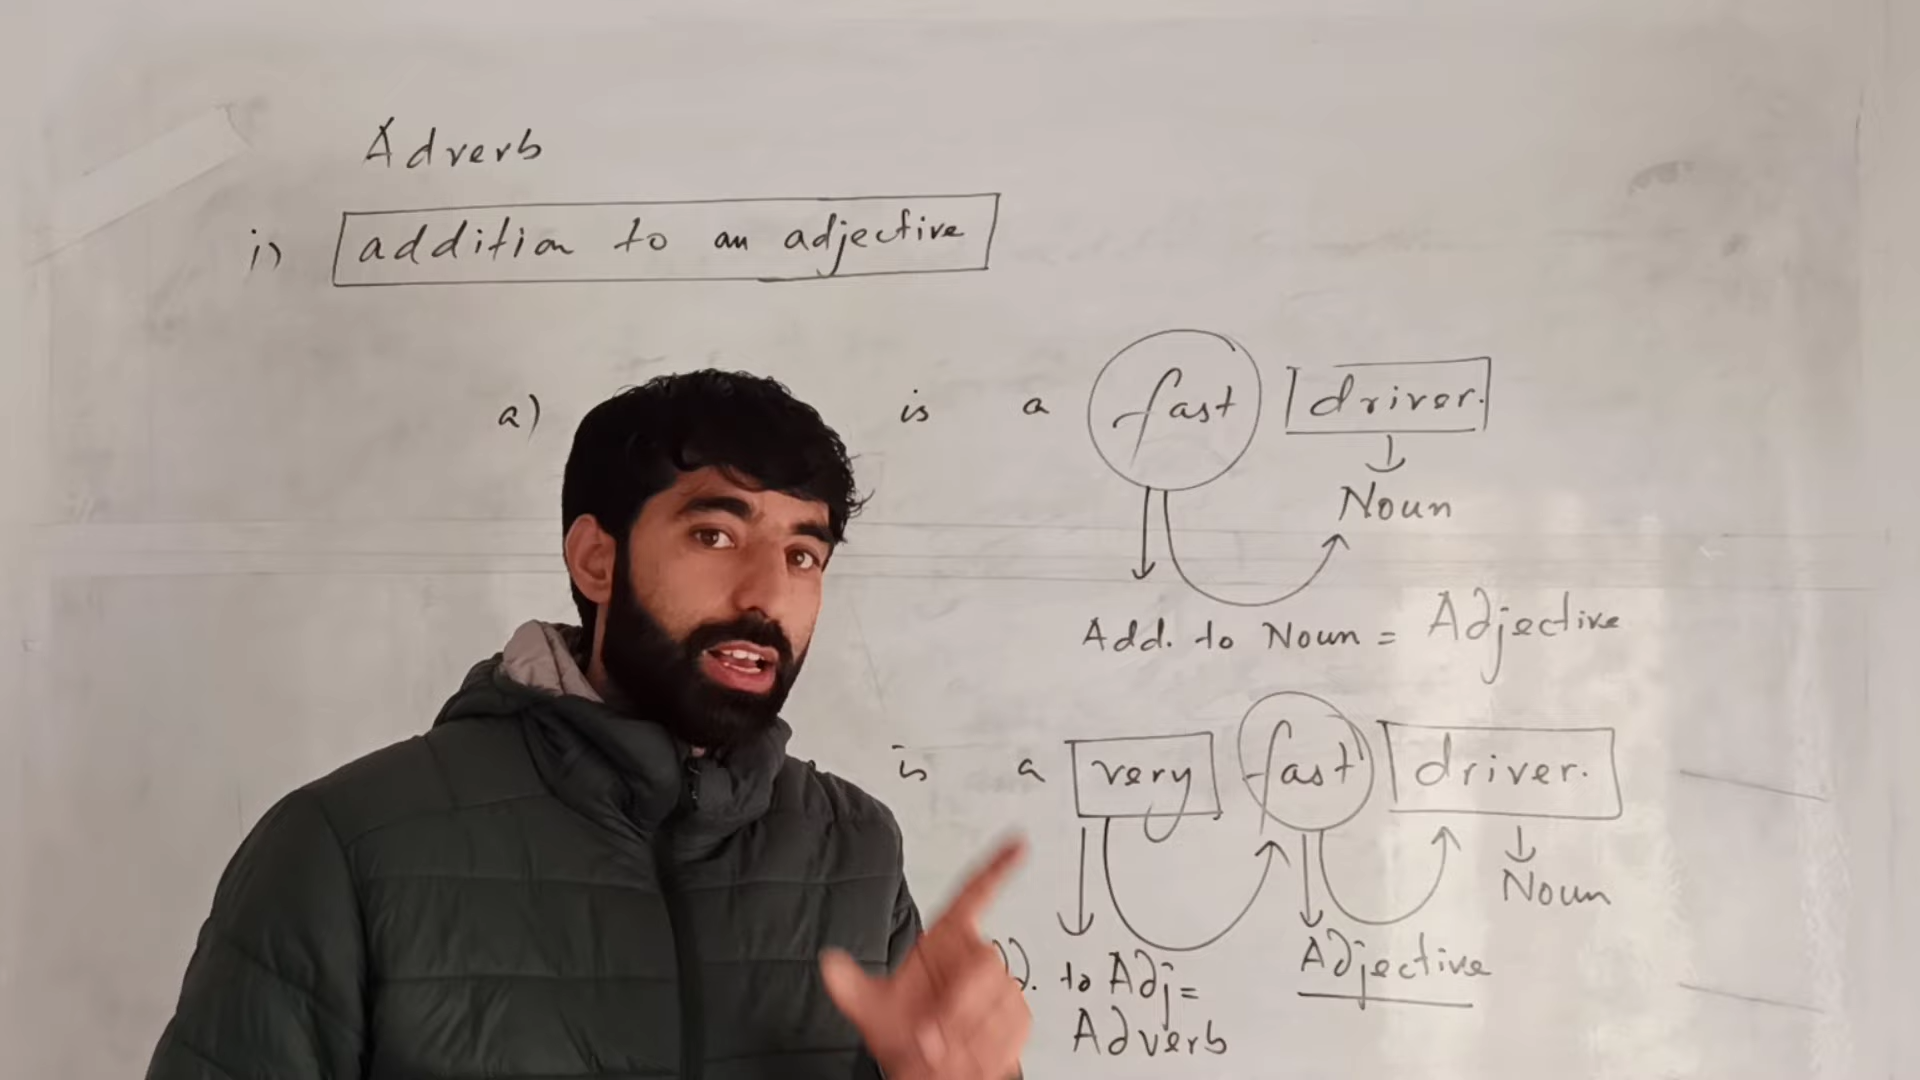 Adverb
i) addition to an adjective
a) is a fast driver.
Noun
Add. to Noun = Adjective
is a very fast driver.
Noun
to Adj = Adjective
Adverb